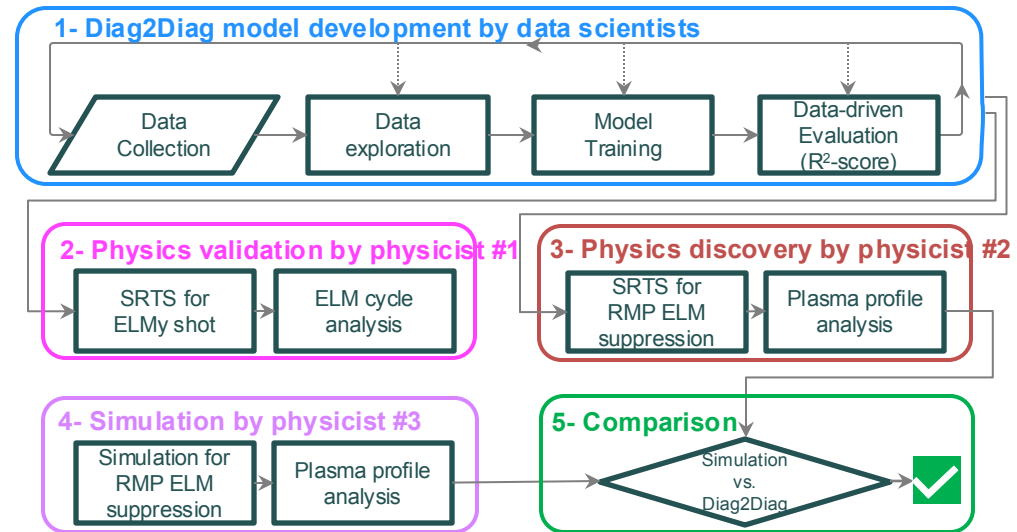 1- Diag2Diag model development by data scientists
Data
Collection
Data
exploration
Model
Training
Data-driven
Evaluation
(R²-score)
2- Physics validation by physicist #1
SRTS for
ELMy shot
ELM cycle
analysis
3- Physics discovery by physicist #2
SRTS for
RMP ELM
suppression
Plasma profile
analysis
4- Simulation by physicist #3
Simulation for
RMP ELM
suppression
Plasma profile
analysis
5- Comparison
Simulation
vs.
Diag2Diag